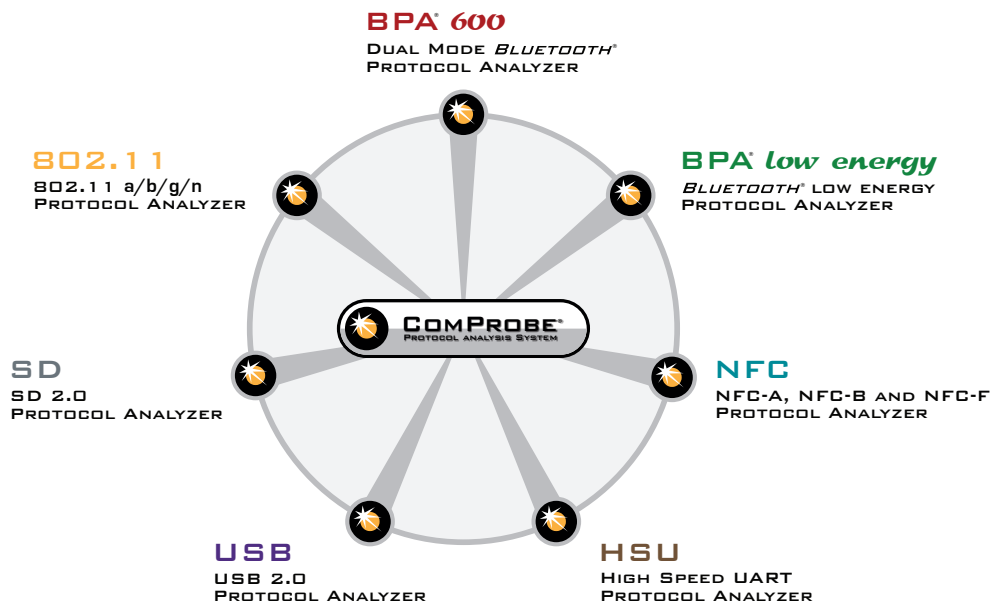 BPA® 600
Dual Mode Bluetooth®
Protocol Analyzer
802.11
802.11 a/b/g/n
Protocol Analyzer
BPA® low energy
Bluetooth® low energy
Protocol Analyzer
ComProbe®
Protocol analysis System
SD
SD 2.0
Protocol Analyzer
NFC
NFC-A, NFC-B and NFC-F
Protocol Analyzer
USB
USB 2.0
Protocol Analyzer
HSU
High Speed UART
Protocol Analyzer